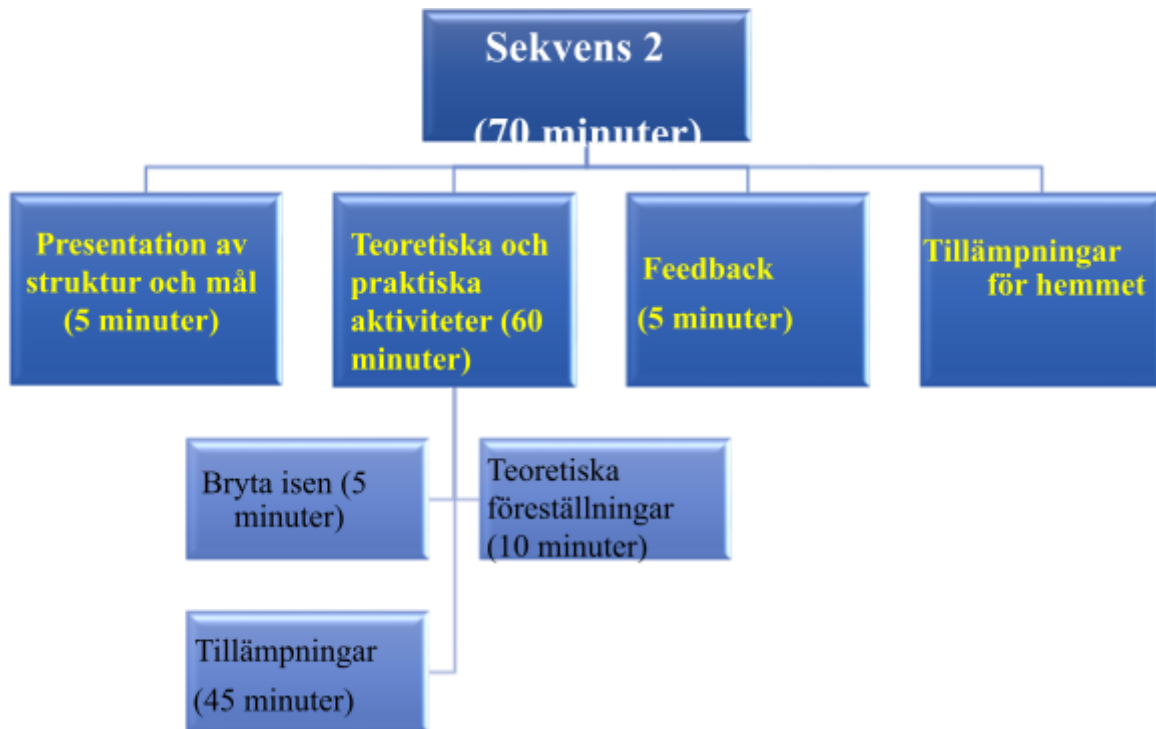 Sekvens 2
(70 minuter)
Presentation av
struktur och mål
(5 minuter)
Teoretiska och
praktiska
aktiviteter (60
minuter)
Feedback
(5 minuter)
Tillämpningar
för hemmet
Bryta isen (5
minuter)
Teoretiska
föreställningar
(10 minuter)
Tillämpningar
(45 minuter)